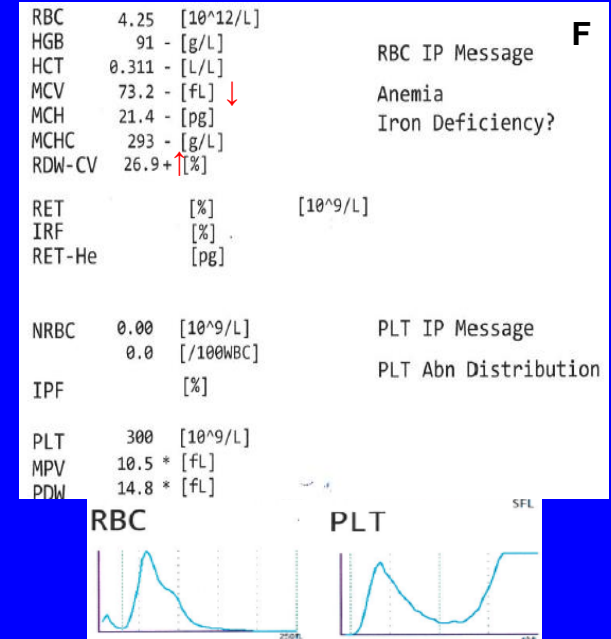 F
RBC 4.25 [10^12/L]
HGB 91 - [g/L]
HCT 0.311 - [L/L]
MCV 73.2 - [fL] ↓
MCH 21.4 - [pg]
MCHC 293 - [g/L]
RDW-CV 26.9+ ↑[%]
RBC IP Message
Anemia
Iron Deficiency?
RET [%] [10^9/L]
IRF [%]
RET-He [pg]
NRBC 0.00 [10^9/L]
0.0 [/100WBC]
IPF [%]
PLT IP Message
PLT Abn Distribution
PLT 300 [10^9/L]
MPV 10.5 * [fL]
PDW 14.8 * [fL]
SFL
RBC
PLT
250fL